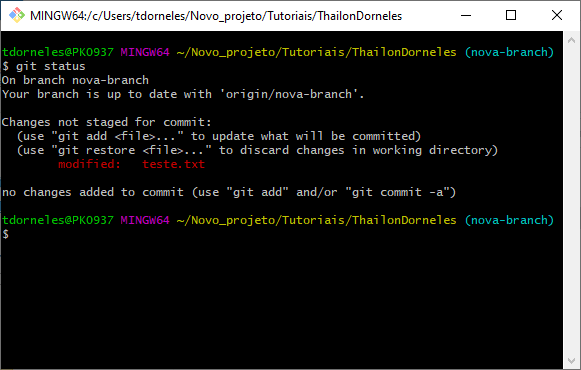 MINGW64:/c/Users/tdorneles/Novo_projeto/Tutoriais/ThailonDorneles
tdorneles@PK0937 MINGW64 ~/Novo_projeto/Tutoriais/ThailonDorneles (nova-branch)
$ git status
On branch nova-branch
Your branch is up to date with 'origin/nova-branch'.
Changes not staged for commit:
  (use "git add <file>..." to update what will be committed)
  (use "git restore <file>..." to discard changes in working directory)
        modified:   teste.txt
no changes added to commit (use "git add" and/or "git commit -a")
tdorneles@PK0937 MINGW64 ~/Novo_projeto/Tutoriais/ThailonDorneles (nova-branch)
$